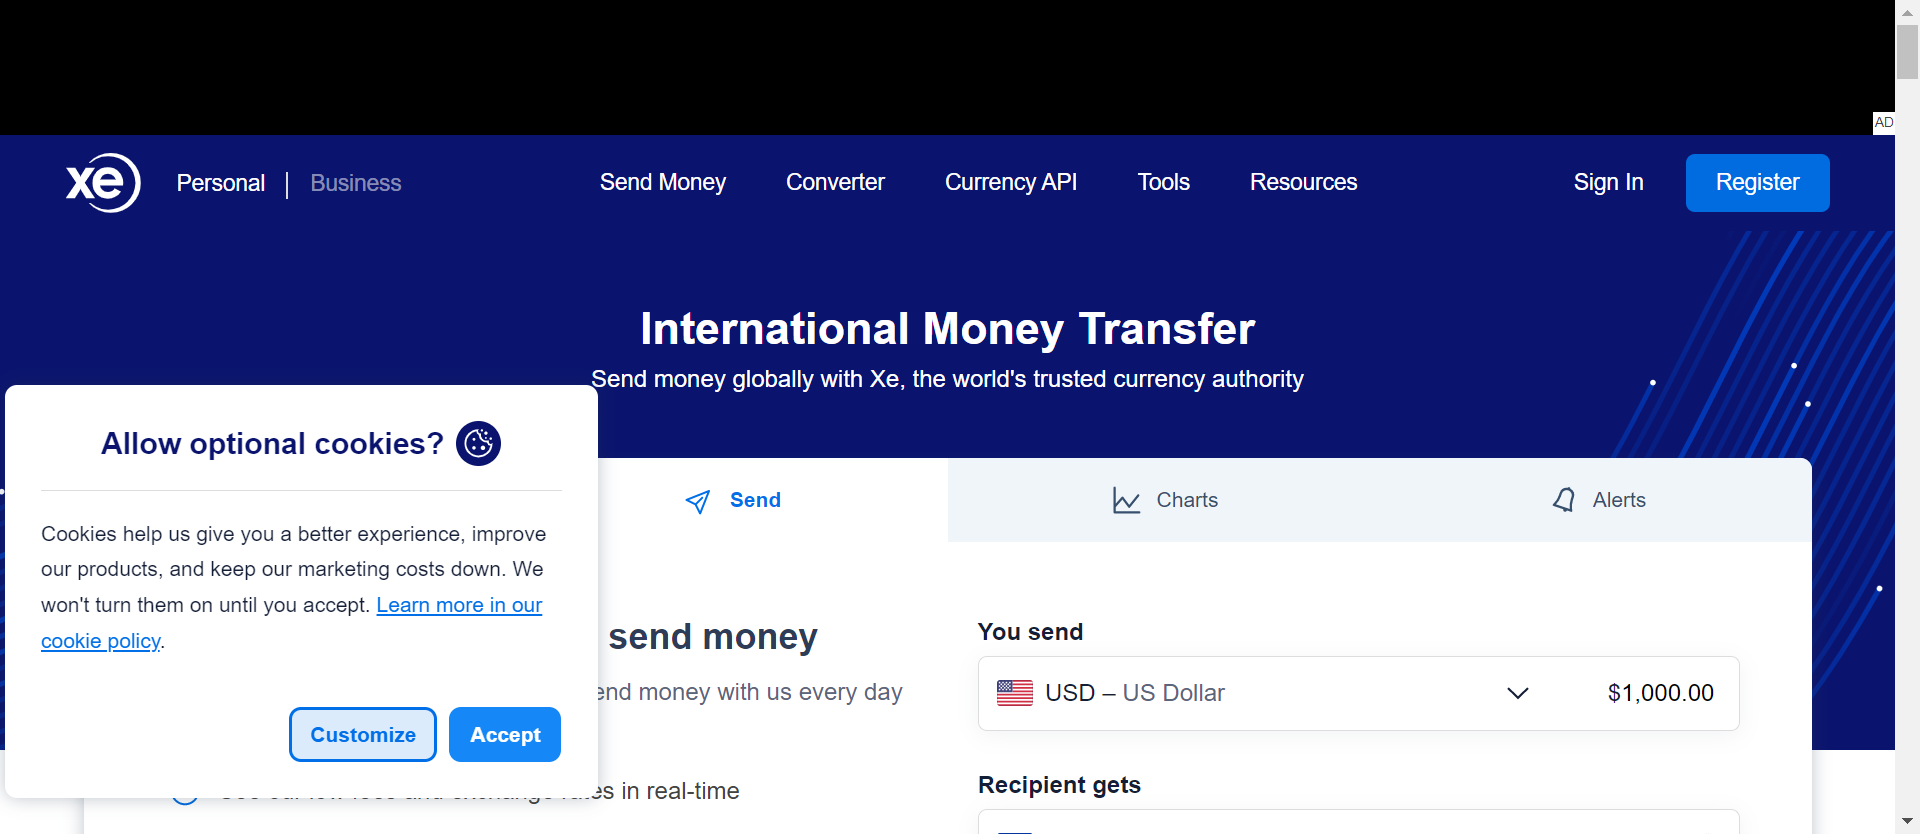 AD
xe
Personal
Business
Send Money
Converter
Currency API
Tools
Resources
Sign In
Register
International Money Transfer
Send money globally with Xe, the world's trusted currency authority
Allow optional cookies?
Cookies help us give you a better experience, improve
our products, and keep our marketing costs down. We
won't turn them on until you accept. Learn more in our
cookie policy.
Customize
Accept
Send
Charts
Alerts
send money
end money with us every day
in real-time
You send
USD – US Dollar
$1,000.00
Recipient gets